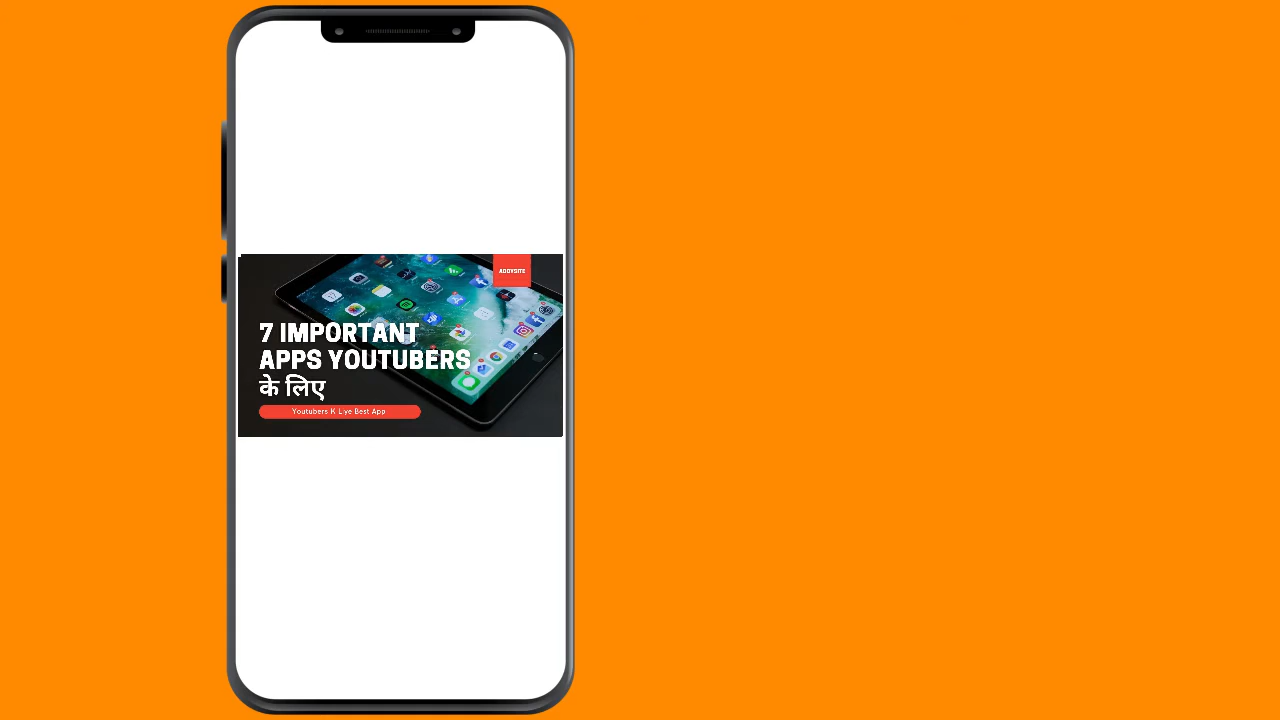 ADDYSITE
7 IMPORTANT
APPS YOUTUBERS
के लिए
Youtubers K Liye Best App